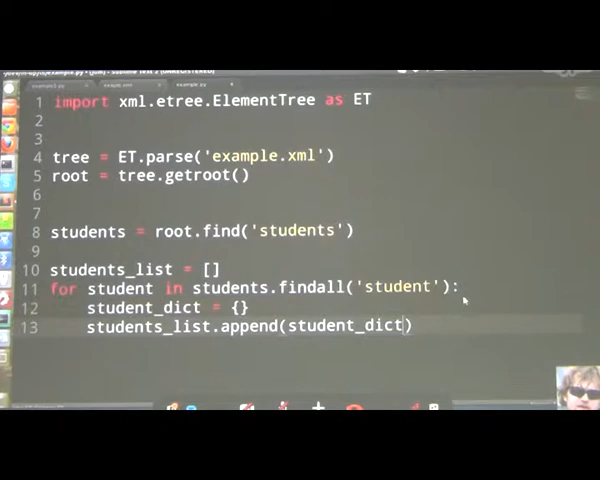 1 import xml.etree.ElementTree as ET
2
3
4 tree = ET.parse('example.xml')
5 root = tree.getroot()
6
7
8 students = root.find('students')
9
10 students_list = []
11 for student in students.findall('student'):
12 student_dict = {}
13 students_list.append(student_dict)